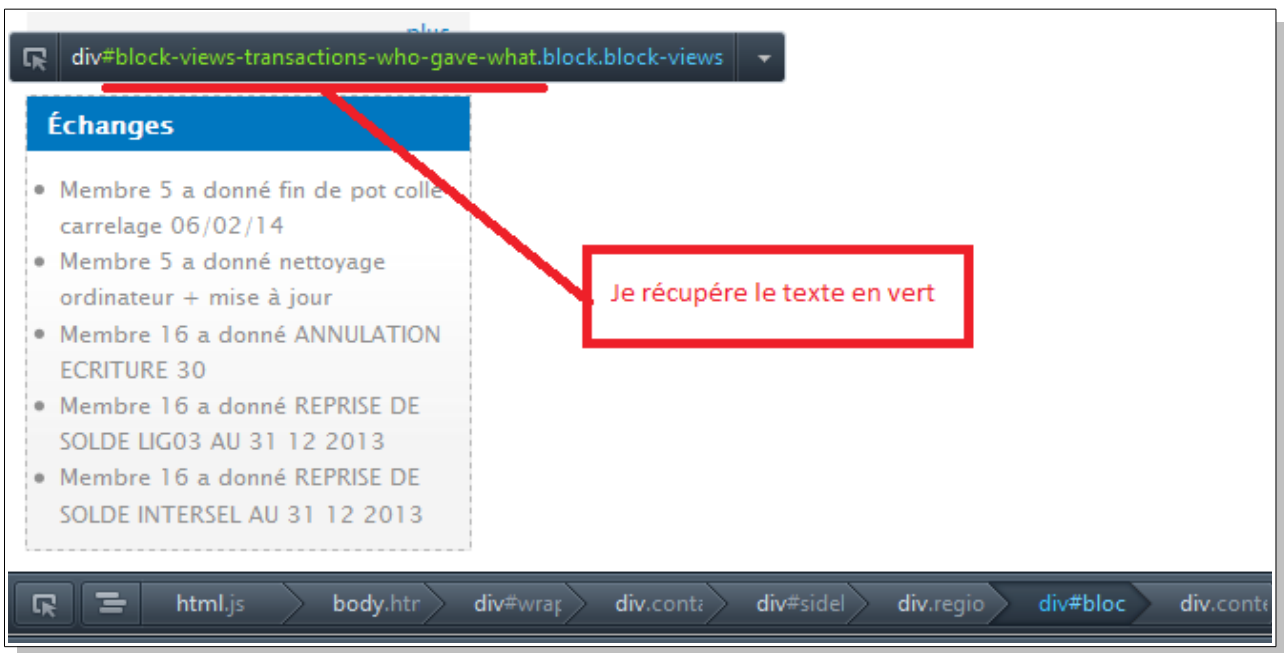 plus
div#block-views-transactions-who-gave-what.block.block-views
Échanges
Membre 5 a donné fin de pot colle
carrelage 06/02/14
Membre 5 a donné nettoyage
ordinateur + mise à jour
Membre 16 a donné ANNULATION
ECRITURE 30
Membre 16 a donné REPRISE DE
SOLDE LIG03 AU 31 12 2013
Membre 16 a donné REPRISE DE
SOLDE INTERSEL AU 31 12 2013
Je récupére le texte en vert
html.js body.htr div#wrap div.conta div#sidel div.regio div#bloc div.conte